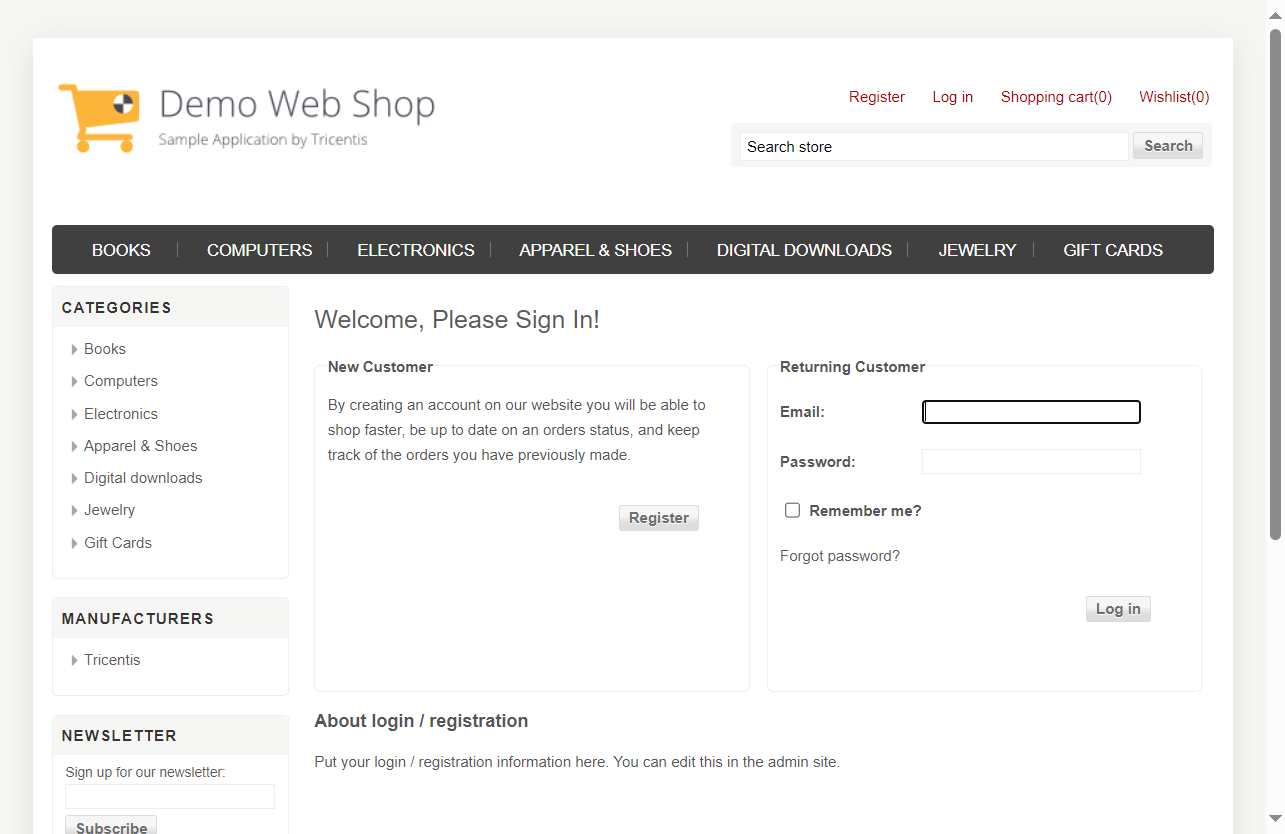 Demo Web Shop
Sample Application by Tricentis
Register
Log in
Shopping cart(0)
Wishlist(0)
Search store
Search
BOOKS
COMPUTERS
ELECTRONICS
APPAREL & SHOES
DIGITAL DOWNLOADS
JEWELRY
GIFT CARDS
CATEGORIES
Books
Computers
Electronics
Apparel & Shoes
Digital downloads
Jewelry
Gift Cards
MANUFACTURERS
Tricentis
NEWSLETTER
Sign up for our newsletter:
Subscribe
Welcome, Please Sign In!
New Customer
By creating an account on our website you will be able to
shop faster, be up to date on an orders status, and keep
track of the orders you have previously made.
Register
Returning Customer
Email:
Password:
Remember me?
Forgot password?
Log in
About login / registration
Put your login / registration information here. You can edit this in the admin site.